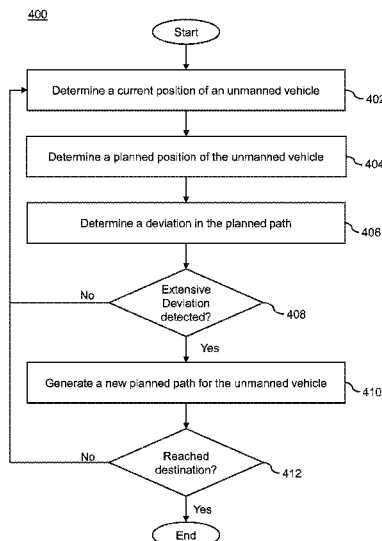 400
Start
Determine a current position of an unmanned vehicle
402
Determine a planned position of the unmanned vehicle
404
Determine a deviation in the planned path
406
Extensive
Deviation
detected?
No
408
Yes
Generate a new planned path for the unmanned vehicle
410
Reached
destination?
No
412
Yes
End